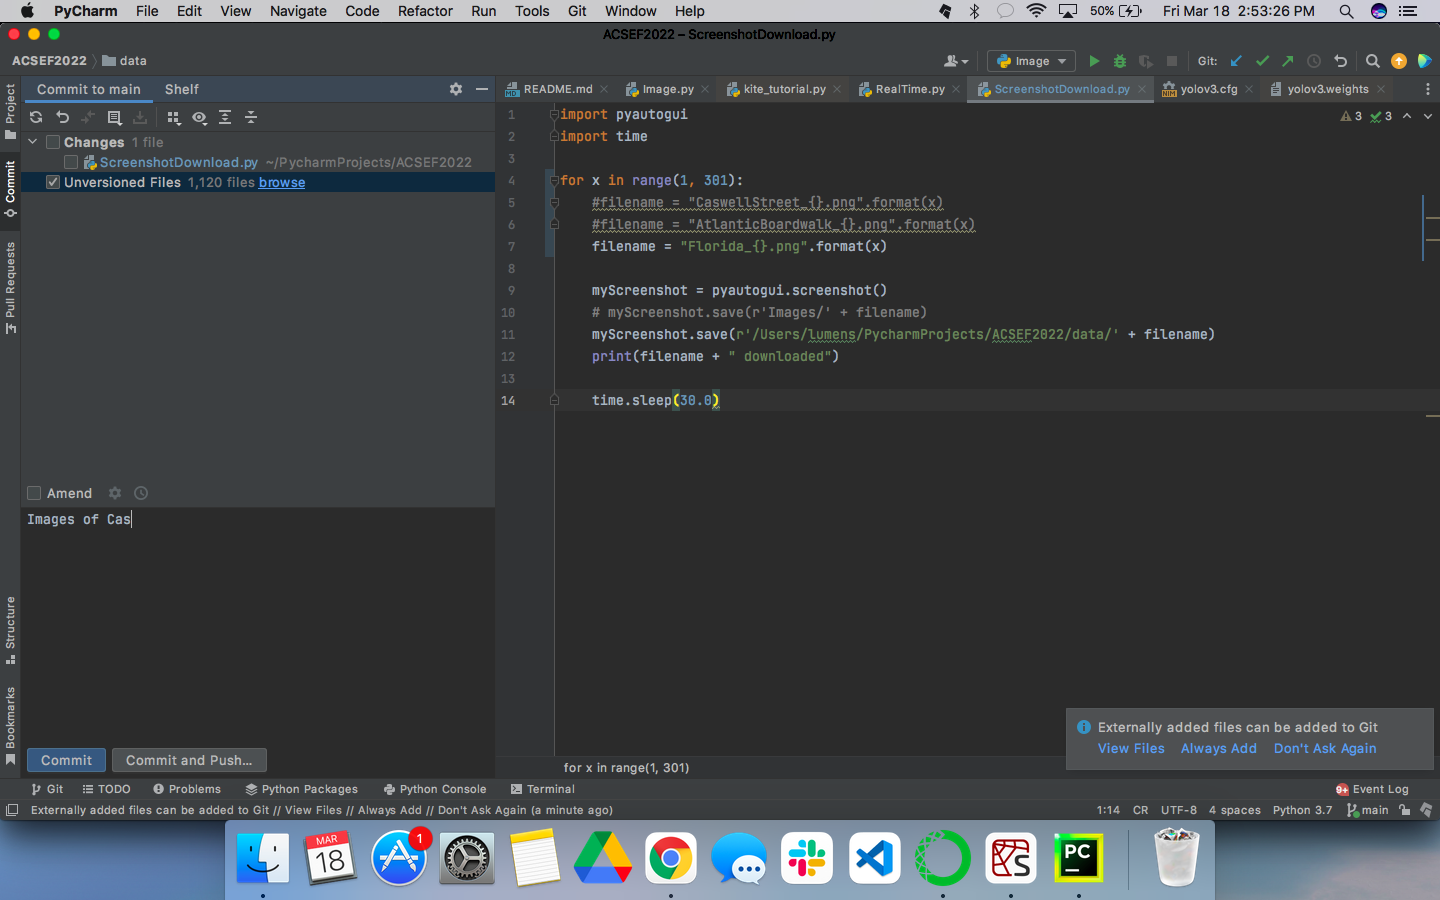 PyCharm File Edit View Navigate Code Refactor Run Tools Git Window Help 50% Fri Mar 18 2:53:26 PM
ACSEF2022 – ScreenshotDownload.py
ACSEF2022 data Image Git:
Commit to main Shelf
README.md Image.py kite_tutorial.py RealTime.py ScreenshotDownload.py yolov3.cfg yolov3.weights
Project
Commit
Pull Requests
Structure
Bookmarks
Changes 1 file
ScreenshotDownload.py ~/PycharmProjects/ACSEF2022
Unversioned Files 1,120 files browse
Amend
Images of Cas
Commit Commit and Push...
3 3
1 import pyautogui
2 import time
3
4 for x in range(1, 301):
5 #filename = "CaswellStreet_{}.png".format(x)
6 #filename = "AtlanticBoardwalk_{}.png".format(x)
7 filename = "Florida_{}.png".format(x)
8
9 myScreenshot = pyautogui.screenshot()
10 # myScreenshot.save(r'Images/' + filename)
11 myScreenshot.save(r'/Users/lumens/PycharmProjects/ACSEF2022/data/' + filename)
12 print(filename + " downloaded")
13
14 time.sleep(30.0)
Externally added files can be added to Git
View Files Always Add Don't Ask Again
for x in range(1, 301)
Git TODO Problems Python Packages Python Console Terminal 9+ Event Log
Externally added files can be added to Git // View Files // Always Add // Don't Ask Again (a minute ago) 1:14 CR UTF-8 4 spaces Python 3.7 main
MAR
18
1
PC
S